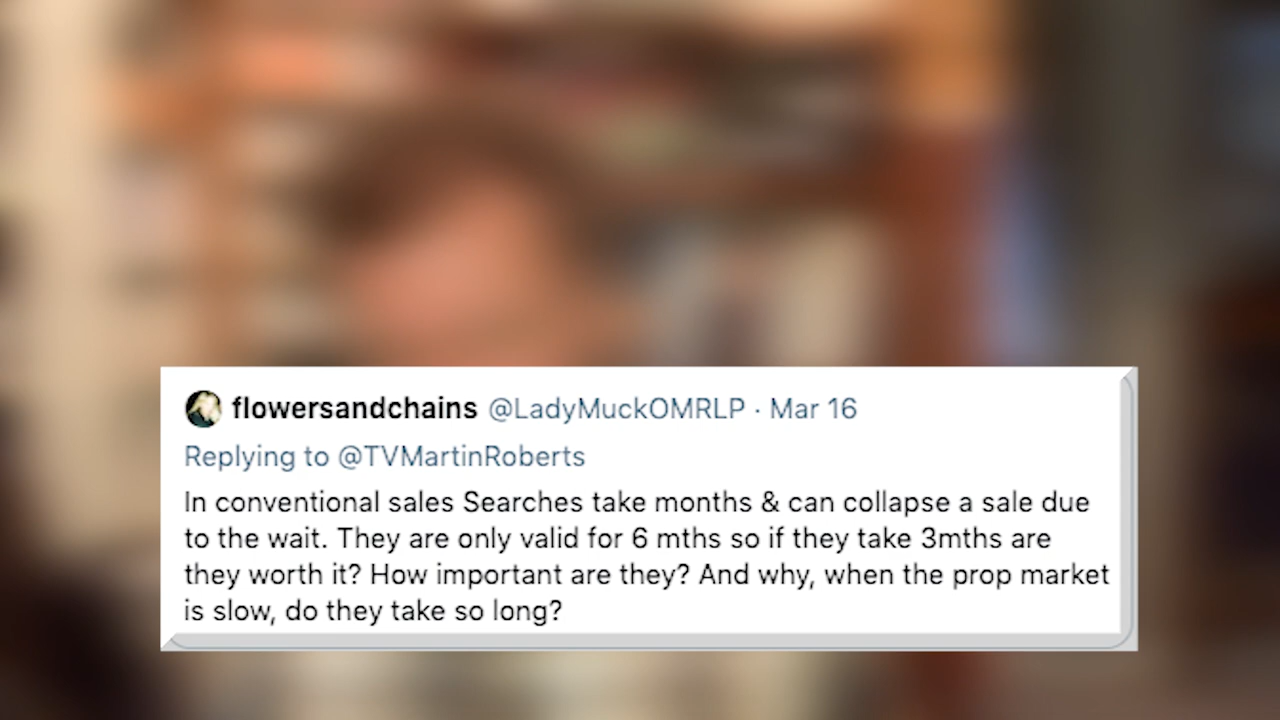 flowersandchains @LadyMuckOMRLP · Mar 16
Replying to @TVMartinRoberts
In conventional sales Searches take months & can collapse a sale due
to the wait. They are only valid for 6 mths so if they take 3mths are
they worth it? How important are they? And why, when the prop market
is slow, do they take so long?